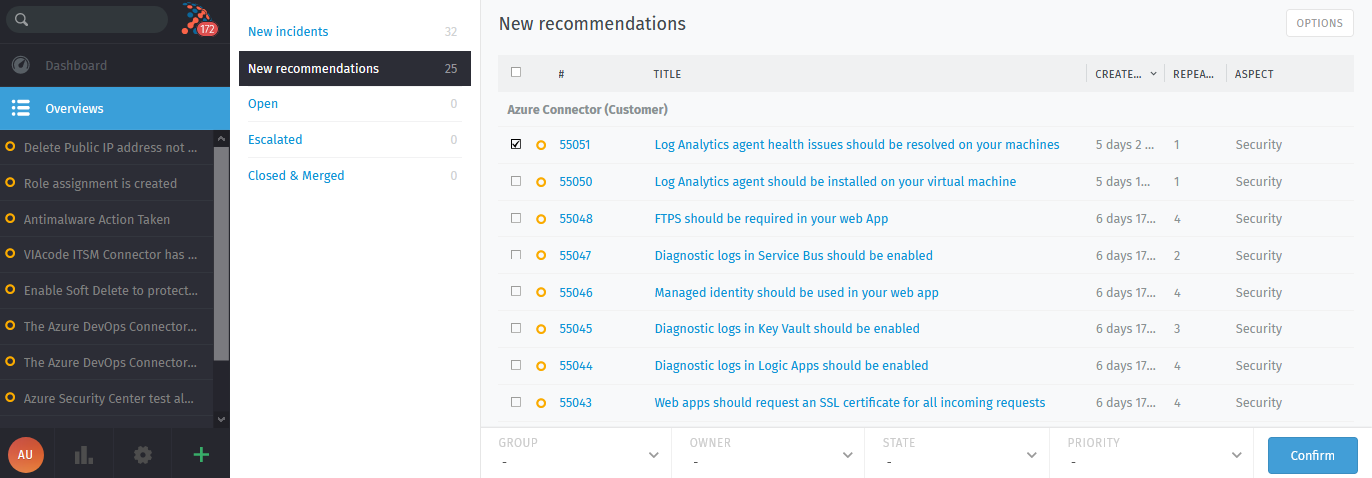 172
Dashboard
Overviews
Delete Public IP address not ...
Role assignment is created
Antimalware Action Taken
VIAcode ITSM Connector has ...
Enable Soft Delete to protect...
The Azure DevOps Connector...
The Azure DevOps Connector...
Azure Security Center test al...
AU
New incidents 32
New recommendations 25
Open 0
Escalated 0
Closed & Merged 0
New recommendations
OPTIONS
# TITLE CREATE... REPEA... ASPECT
Azure Connector (Customer)
55051 Log Analytics agent health issues should be resolved on your machines 5 days 2 ... 1 Security
55050 Log Analytics agent should be installed on your virtual machine 5 days 1... 1 Security
55048 FTPS should be required in your web App 6 days 17... 4 Security
55047 Diagnostic logs in Service Bus should be enabled 6 days 17... 2 Security
55046 Managed identity should be used in your web app 6 days 17... 4 Security
55045 Diagnostic logs in Key Vault should be enabled 6 days 17... 3 Security
55044 Diagnostic logs in Logic Apps should be enabled 6 days 17... 4 Security
55043 Web apps should request an SSL certificate for all incoming requests 6 days 17... 4 Security
GROUP OWNER STATE PRIORITY
- - - -
Confirm